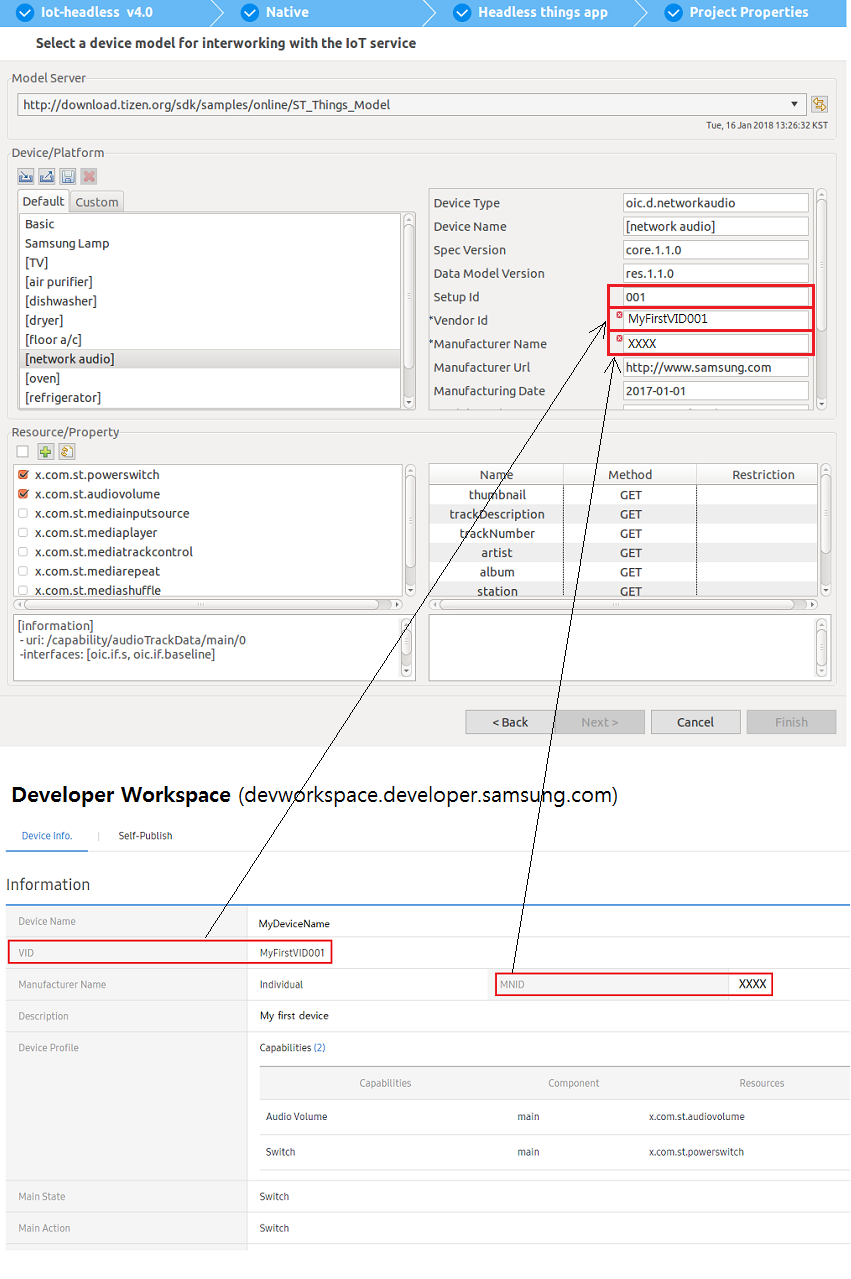 Iot-headless v4.0 Native Headless things app Project Properties
Select a device model for interworking with the IoT service
Model Server
http://download.tizen.org/sdk/samples/online/ST_Things_Model
Tue, 16 Jan 2018 13:26:32 KST
Device/Platform
Default Custom
Basic
Samsung Lamp
[TV]
[air purifier]
[dishwasher]
[dryer]
[floor a/c]
[network audio]
[oven]
[refrigerator]
Device Type oic.d.networkaudio
Device Name [network audio]
Spec Version core.1.1.0
Data Model Version res.1.1.0
Setup Id 001
*Vendor Id MyFirstVID001
*Manufacturer Name XXXX
Manufacturer Url http://www.samsung.com
Manufacturing Date 2017-01-01
Resource/Property
x.com.st.powerswitch
x.com.st.audiovolume
x.com.st.mediainputsource
x.com.st.mediaplayer
x.com.st.mediatrackcontrol
x.com.st.mediarepeat
x.com.st.mediashuffle
Name Method Restriction
thumbnail GET
trackDescription GET
trackNumber GET
artist GET
album GET
station GET
[information]
- uri: /capability/audioTrackData/main/0
-interfaces: [oic.if.s, oic.if.baseline]
< Back Next > Cancel Finish
Developer Workspace (devworkspace.developer.samsung.com)
Device Info. | Self-Publish
Information
Device Name MyDeviceName
VID MyFirstVID001
Manufacturer Name Individual MNID XXXX
Description My first device
Device Profile Capabilities (2)
Capabilities Component Resources
Audio Volume main x.com.st.audiovolume
Switch main x.com.st.powerswitch
Main State Switch
Main Action Switch